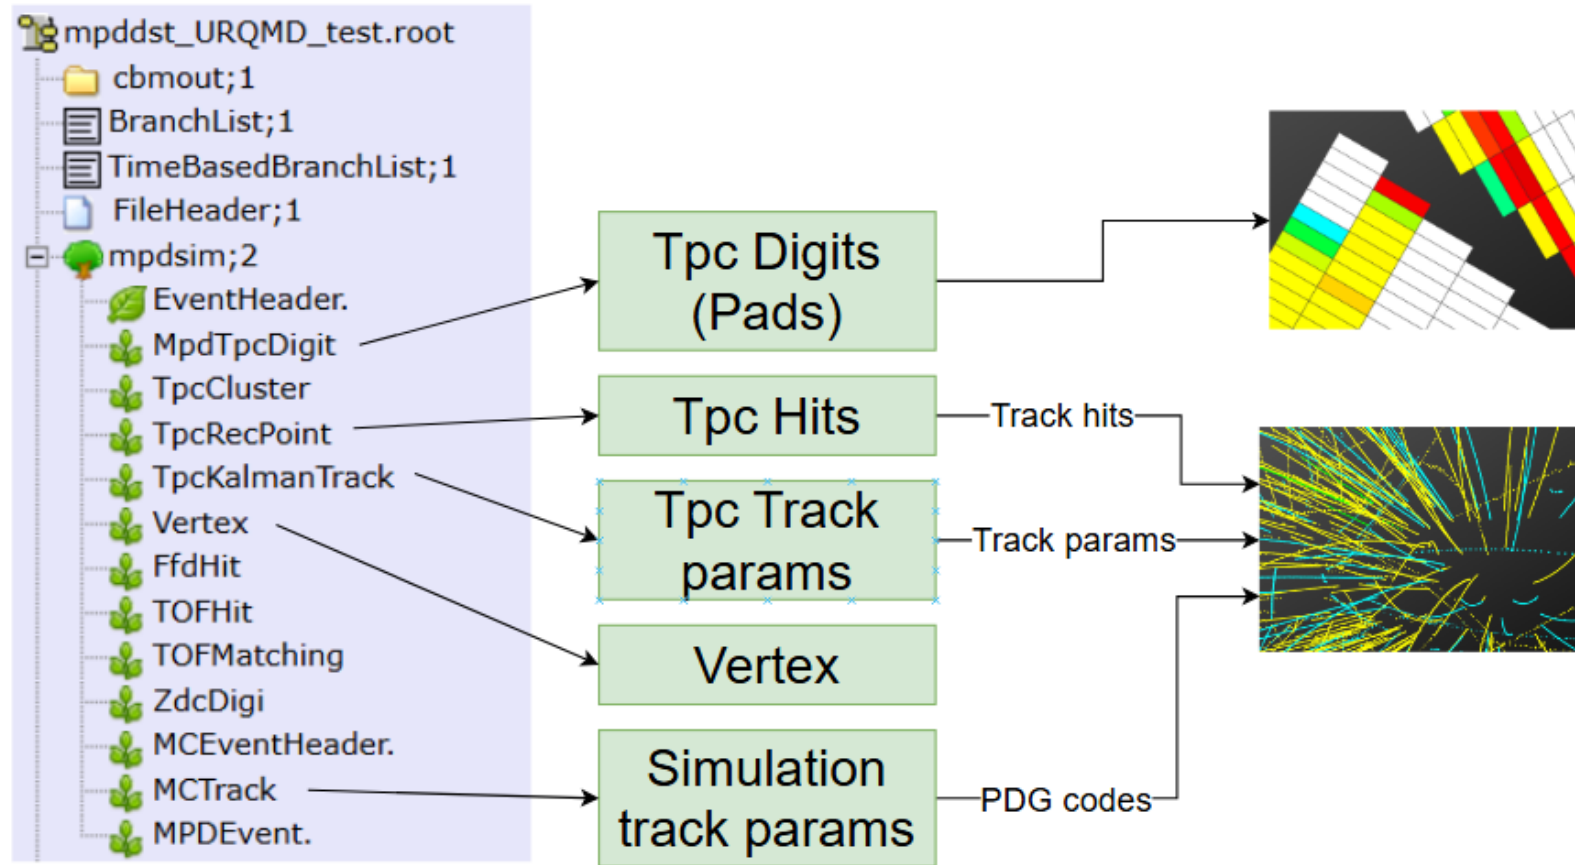 mpddst_URQMD_test.root
cbmout;1
BranchList;1
TimeBasedBranchList;1
FileHeader;1
mpdsim;2
EventHeader.
MpdTpcDigit
TpcCluster
TpcRecPoint
TpcKalmanTrack
Vertex
FfdHit
TOFHit
TOFMatching
ZdcDigi
MCEventHeader.
MCTrack
MPDEvent.
Tpc Digits
(Pads)
Tpc Hits
Tpc Track
params
Vertex
Simulation
track params
Track hits
Track params
PDG codes